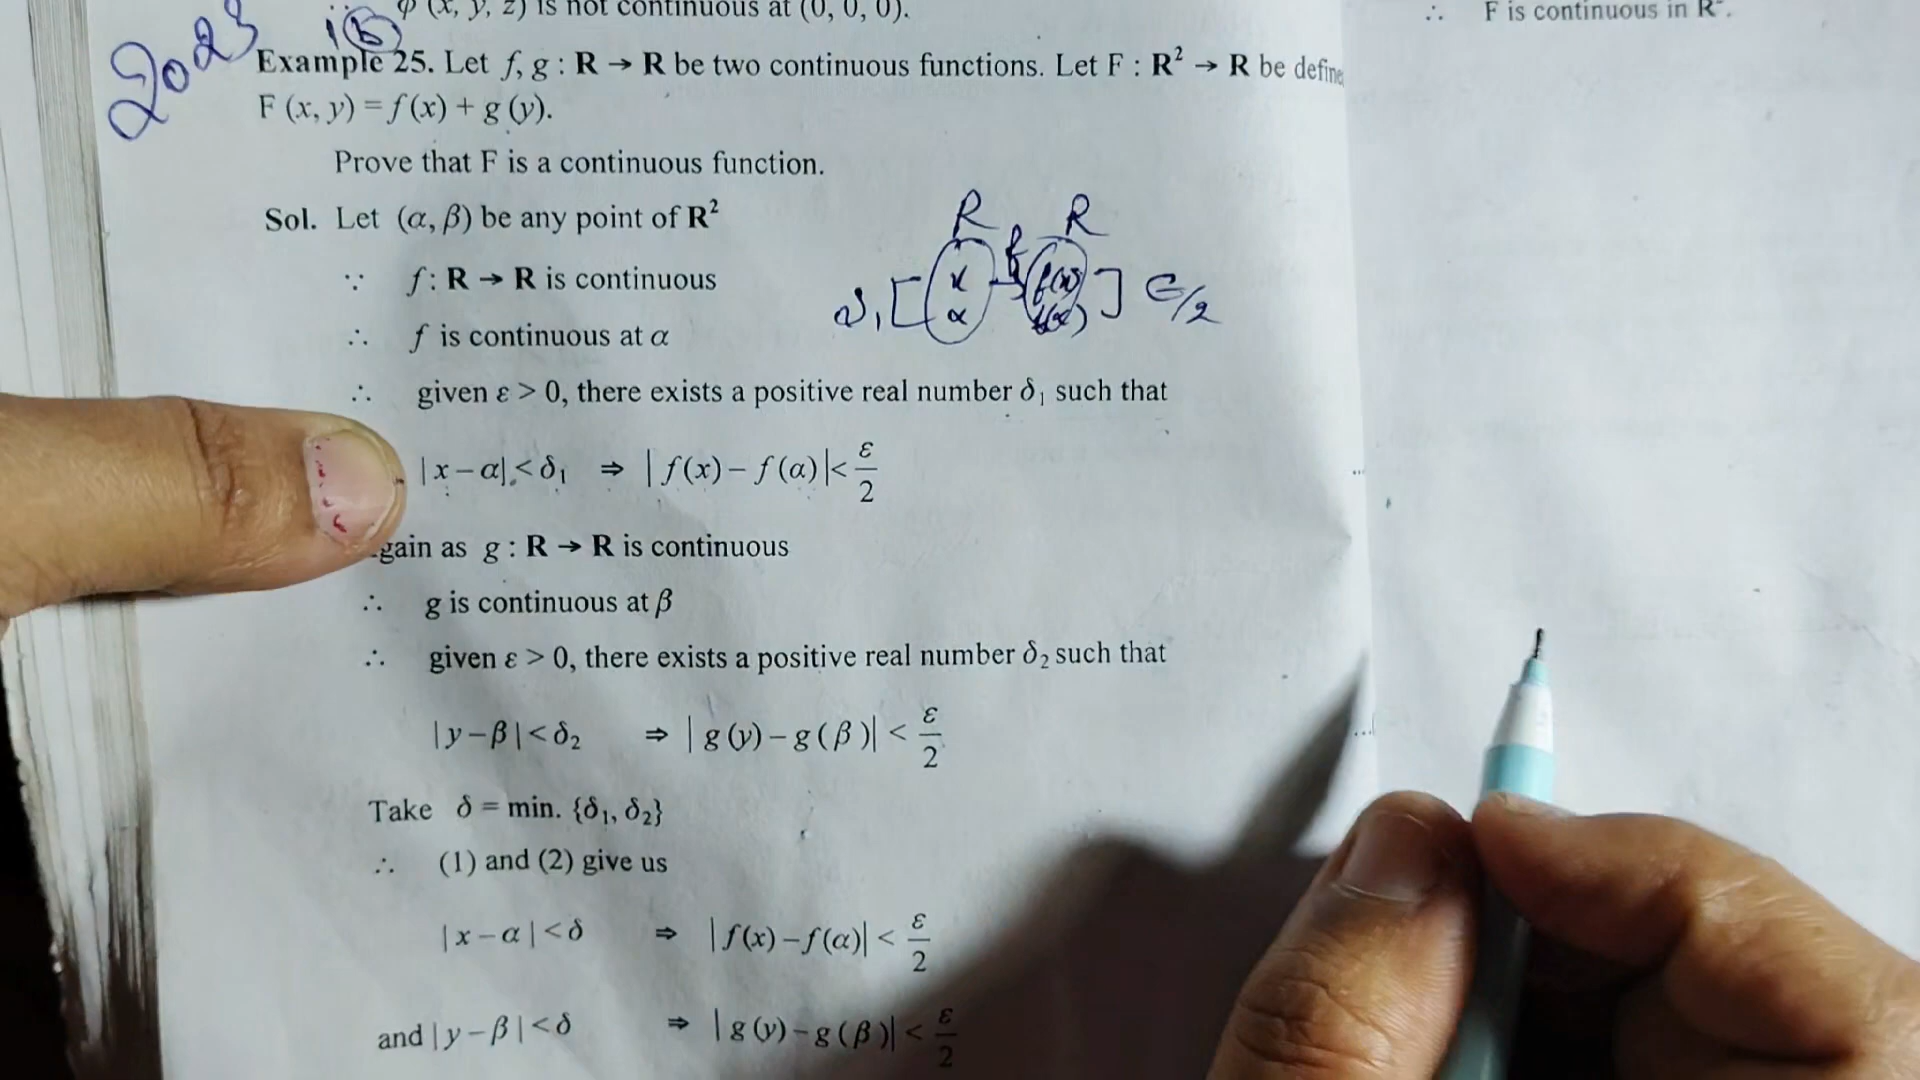 φ (x, y, z) is not continuous at (0, 0, 0).
∴ F is continuous in R².
2023
1(b)
Example 25. Let f, g : R → R be two continuous functions. Let F : R² → R be define
F (x, y) = f(x) + g (y).
Prove that F is a continuous function.
Sol. Let (α, β) be any point of R²
R R
∵ f : R → R is continuous
f
x f(x)
δ₁ [ α f(α) ] ε/2
∴ f is continuous at α
∴ given ε > 0, there exists a positive real number δ₁ such that
|x – α| < δ₁ ⇒ | f(x) – f(α) | < ε/2 ...
gain as g : R → R is continuous
∴ g is continuous at β
∴ given ε > 0, there exists a positive real number δ₂ such that
|y – β| < δ₂ ⇒ | g (y) – g (β )| < ε/2 ...
Take δ = min. {δ₁, δ₂}
∴ (1) and (2) give us
| x – α | < δ ⇒ | f(x) – f(α)| < ε/2
and | y – β | < δ ⇒ | g (y) – g (β )| < ε/2